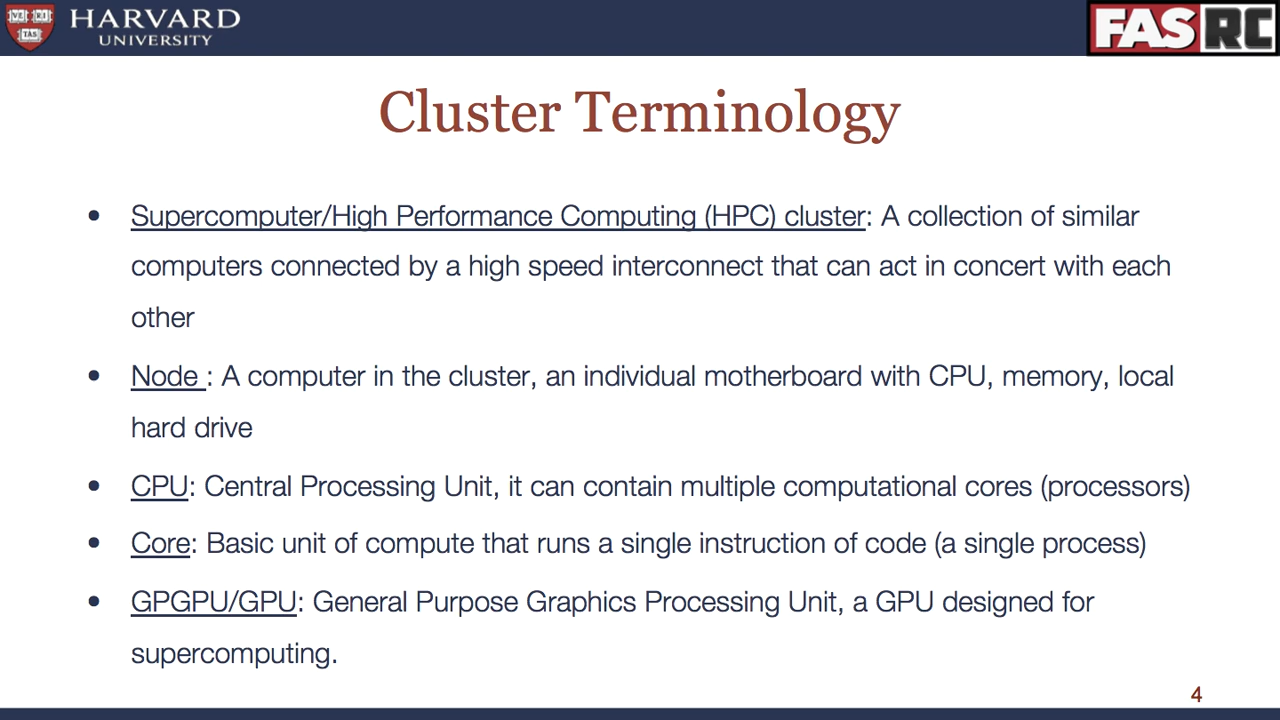 HARVARD
UNIVERSITY
FAS RC
Cluster Terminology
• Supercomputer/High Performance Computing (HPC) cluster: A collection of similar
computers connected by a high speed interconnect that can act in concert with each
other
• Node : A computer in the cluster, an individual motherboard with CPU, memory, local
hard drive
• CPU: Central Processing Unit, it can contain multiple computational cores (processors)
• Core: Basic unit of compute that runs a single instruction of code (a single process)
• GPGPU/GPU: General Purpose Graphics Processing Unit, a GPU designed for
supercomputing.
4